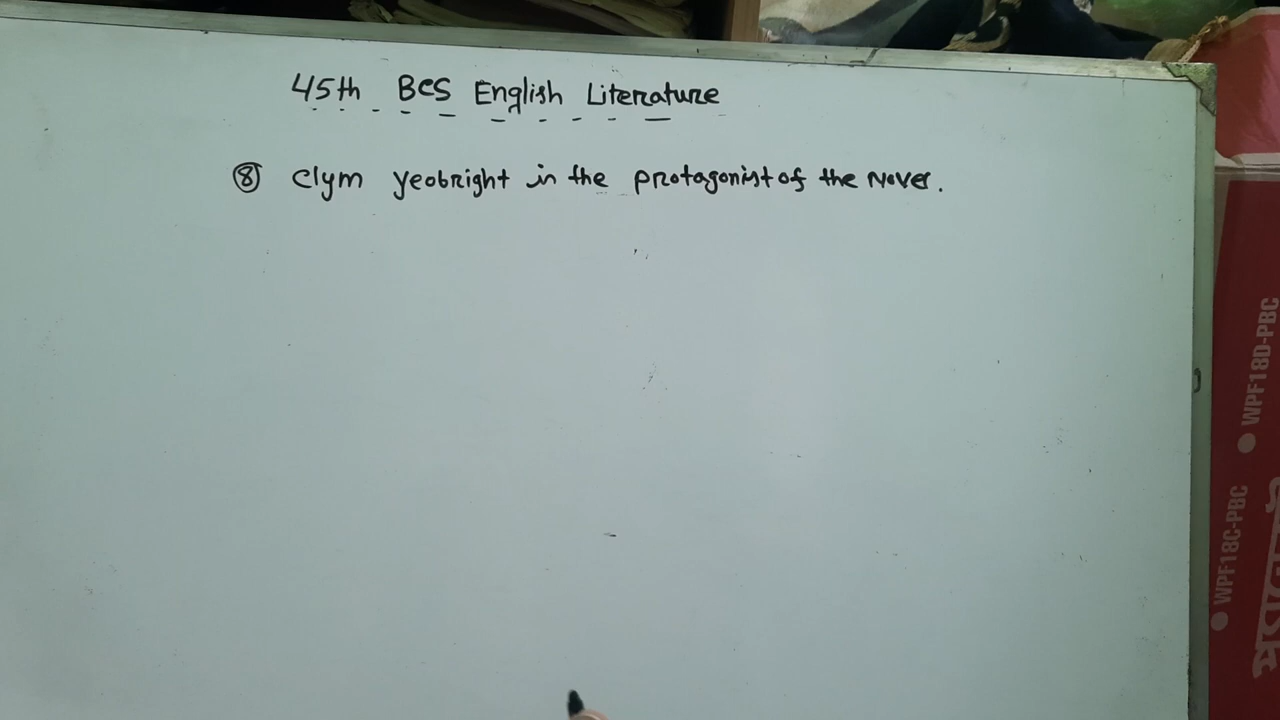 45th BCS English Literature
⑧ Clym yeobright in the protagonist of the Novel.
WPF18D-PBC
WPF18C-PBC